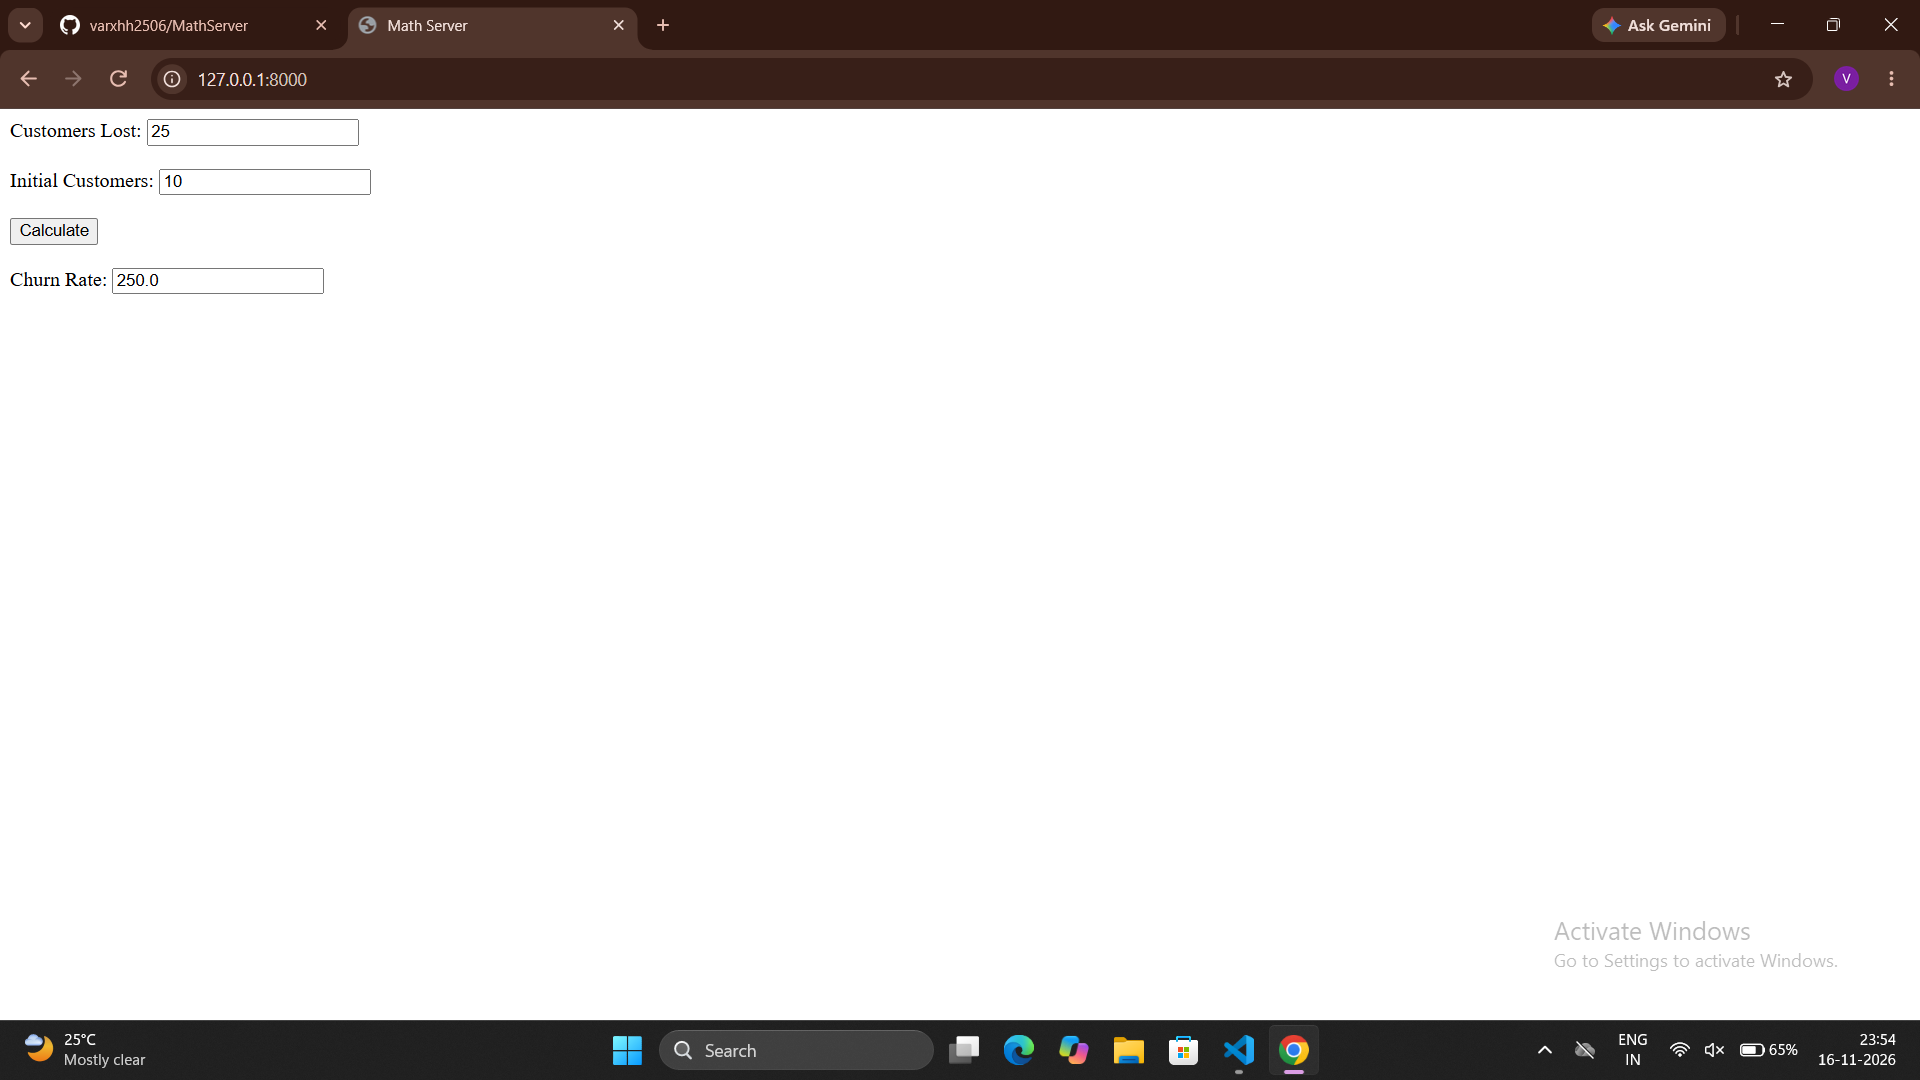 varxhh2506/MathServer
Math Server
Ask Gemini
127.0.0.1:8000
V
Customers Lost: 25
Initial Customers: 10
Calculate
Churn Rate: 250.0
Activate Windows
Go to Settings to activate Windows.
25°C
Mostly clear
Search
ENG
IN
65%
23:54
16-11-2026